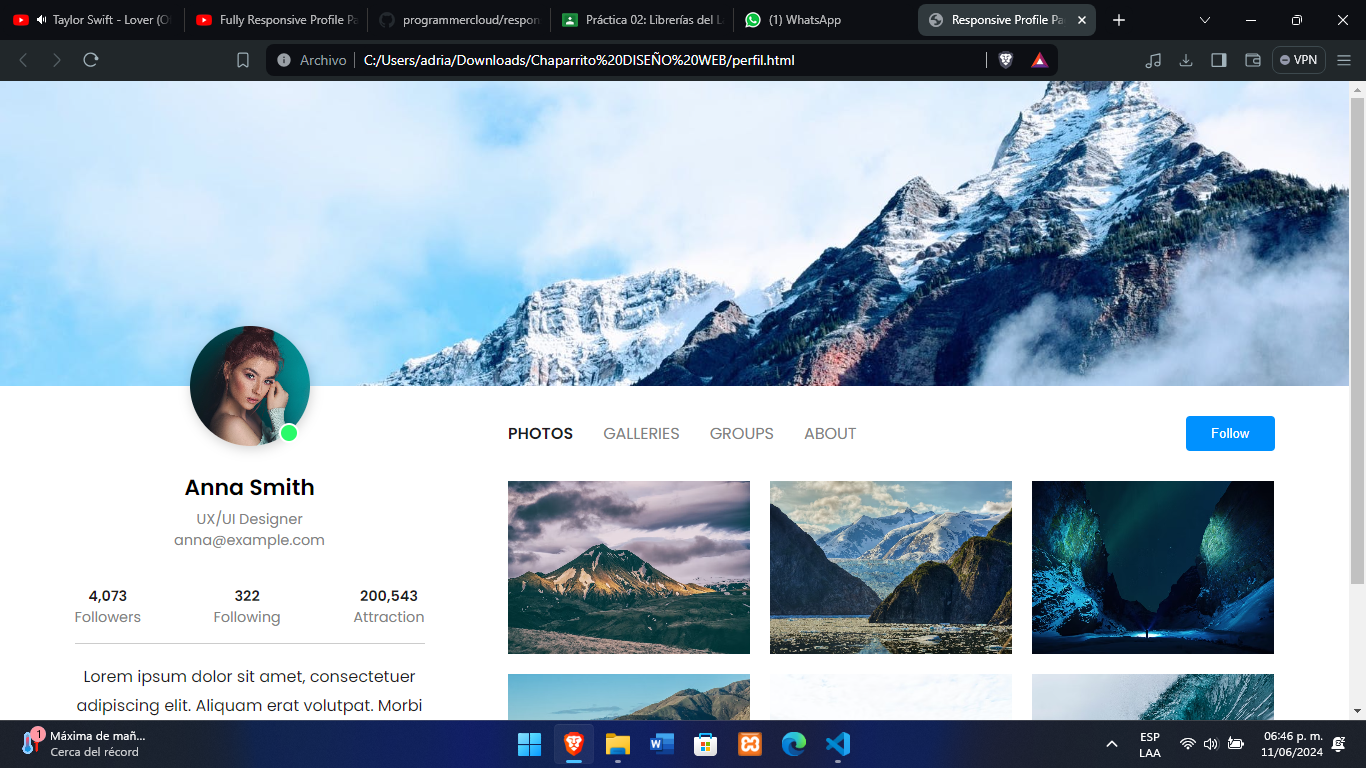 Taylor Swift - Lover (O
Fully Responsive Profile Pa
programmercloud/respon
Práctica 02: Librerías del L
(1) WhatsApp
Responsive Profile Pa
Archivo
C:/Users/adria/Downloads/Chaparrito%20DISEÑO%20WEB/perfil.html
VPN
PHOTOS GALLERIES GROUPS ABOUT
Follow
Anna Smith
UX/UI Designer
anna@example.com
4,073 322 200,543
Followers Following Attraction
Lorem ipsum dolor sit amet, consectetuer
adipiscing elit. Aliquam erat volutpat. Morbi
1
Máxima de mañ...
Cerca del récord
ESP
LAA
06:46 p. m.
11/06/2024